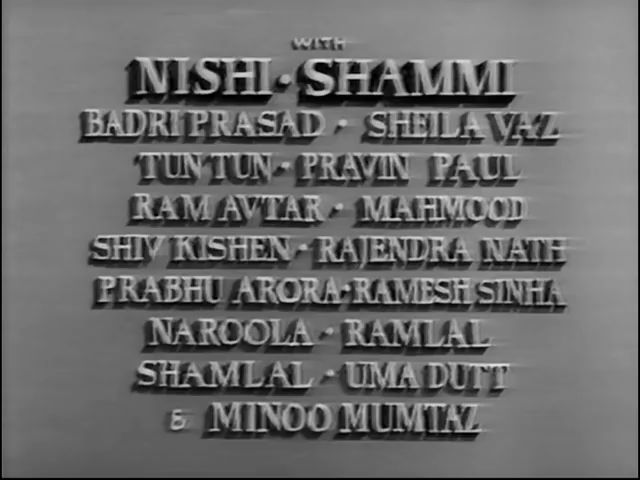 WITH
NISHI · SHAMMI
BADRI PRASAD · SHEILA VAZ
TUN TUN · PRAVIN PAUL
RAM AVTAR · MAHMOOD
SHIV KISHEN · RAJENDRA NATH
PRABHU ARORA · RAMESH SINHA
NAROOLA · RAMLAL
SHAMLAL · UMA DUTT
& MINOO MUMTAZ